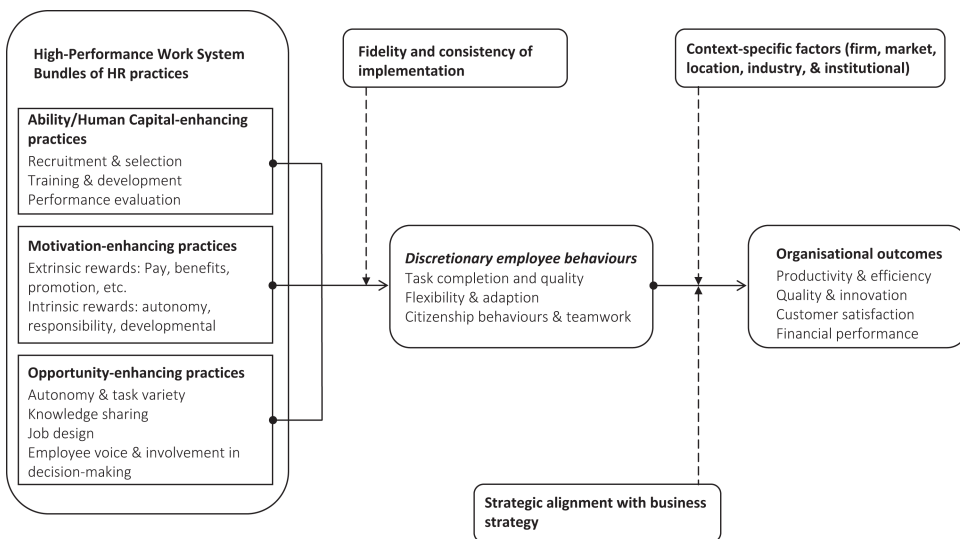 High-Performance Work System
Bundles of HR practices
Ability/Human Capital-enhancing
practices
Recruitment & selection
Training & development
Performance evaluation
Motivation-enhancing practices
Extrinsic rewards: Pay, benefits,
promotion, etc.
Intrinsic rewards: autonomy,
responsibility, developmental
Opportunity-enhancing practices
Autonomy & task variety
Knowledge sharing
Job design
Employee voice & involvement in
decision-making
Fidelity and consistency of
implementation
Discretionary employee behaviours
Task completion and quality
Flexibility & adaption
Citizenship behaviours & teamwork
Context-specific factors (firm, market,
location, industry, & institutional)
Strategic alignment with business
strategy
Organisational outcomes
Productivity & efficiency
Quality & innovation
Customer satisfaction
Financial performance